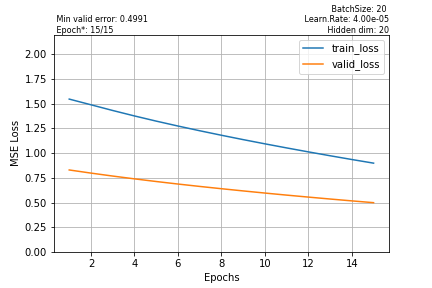 BatchSize: 20
Min valid error: 0.4991
Learn.Rate: 4.00e-05
Epoch*: 15/15
Hidden dim: 20
train_loss
valid_loss
2.00
1.75
1.50
1.25
1.00
0.75
0.50
0.25
0.00
MSE Loss
2 4 6 8 10 12 14
Epochs